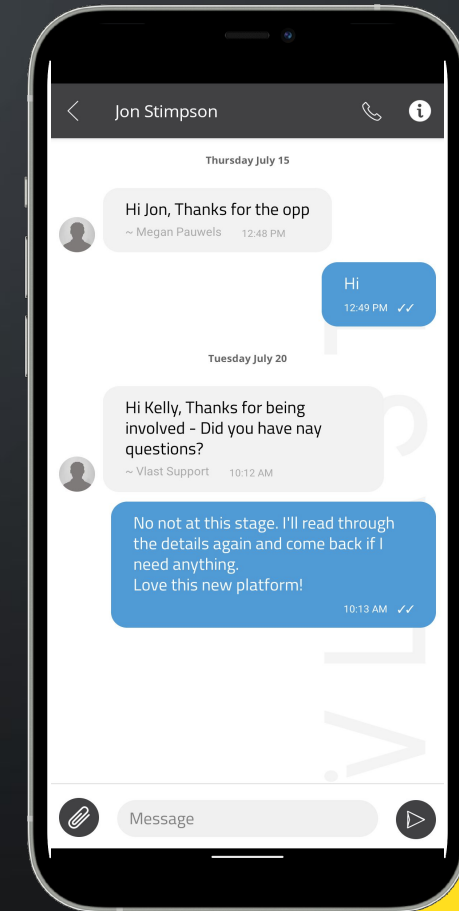 Jon Stimpson
Thursday July 15
Hi Jon, Thanks for the opp
~ Megan Pauwels 12:48 PM
Hi
12:49 PM
Tuesday July 20
Hi Kelly, Thanks for being
involved - Did you have nay
questions?
~ Vlast Support 10:12 AM
No not at this stage. I'll read through
the details again and come back if I
need anything.
Love this new platform!
10:13 AM
Message